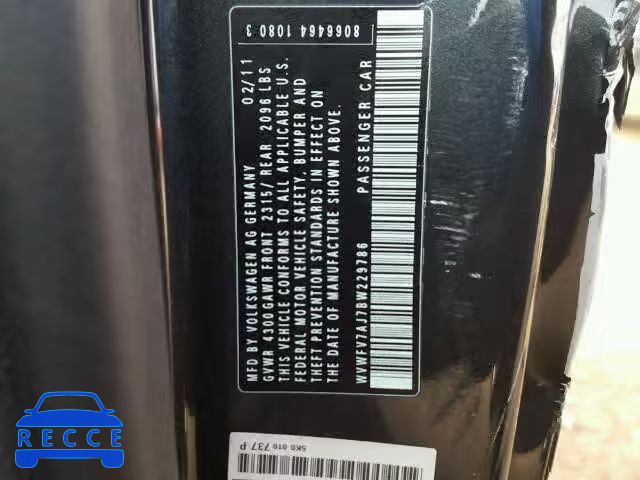 8066464 1080 3
MFD BY VOLKSWAGEN AG GERMANY 02/11
GVWR 4300 GAWR FRONT 2315/ REAR 2096 LBS
THIS VEHICLE CONFORMS TO ALL APPLICABLE U.S.
FEDERAL MOTOR VEHICLE SAFETY, BUMPER AND
THEFT PREVENTION STANDARDS IN EFFECT ON
THE DATE OF MANUFACTURE SHOWN ABOVE.
WVWFV7AJ7BW229786 PASSENGER CAR
5K0 010 737 P
RECCE